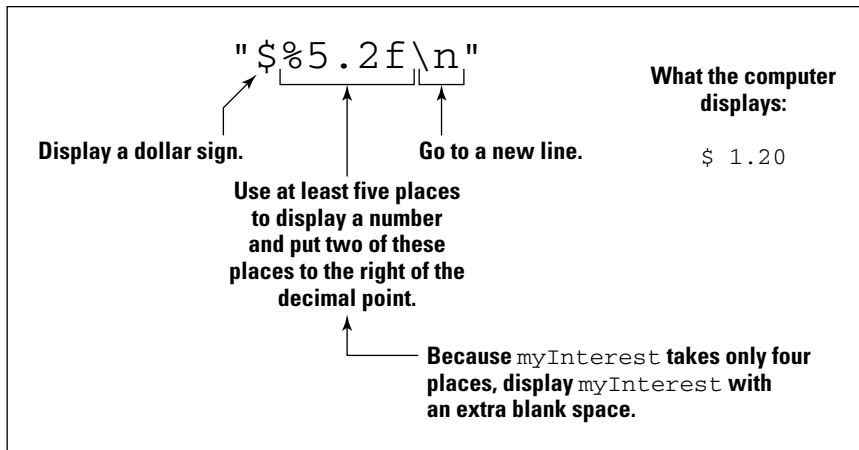 "$%5.2f\n"
What the computer
displays:
$ 1.20
Display a dollar sign.
Go to a new line.
Use at least five places
to display a number
and put two of these
places to the right of the
decimal point.
Because myInterest takes only four
places, display myInterest with
an extra blank space.